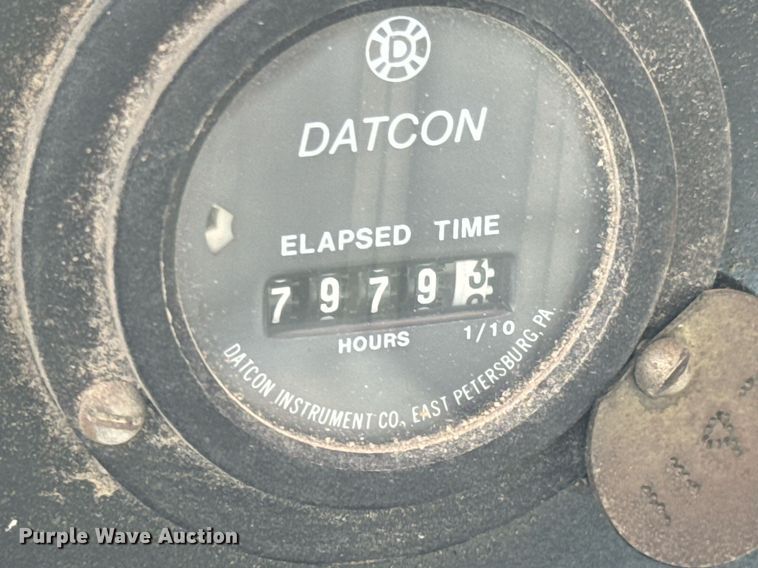 D
DATCON
ELAPSED TIME
7979
HOURS 1/10
DATCON INSTRUMENT CO., EAST PETERSBURG, PA.
Purple Wave Auction